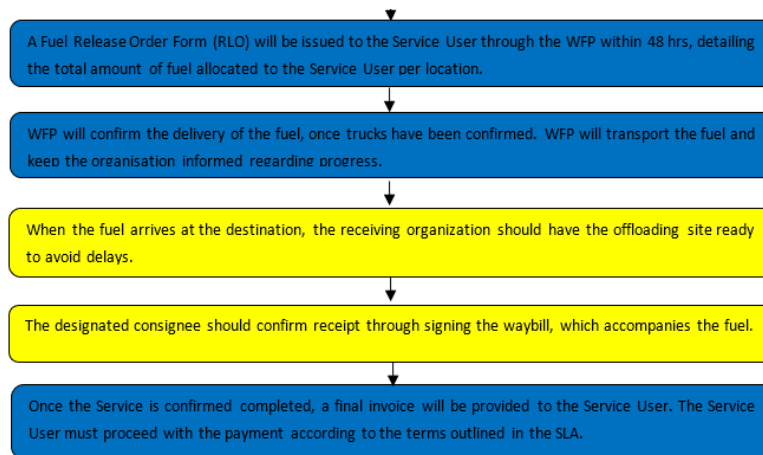 A Fuel Release Order Form (RLO) will be issued to the Service User through the WFP within 48 hrs, detailing
the total amount of fuel allocated to the Service User per location.
WFP will confirm the delivery of the fuel, once trucks have been confirmed. WFP will transport the fuel and
keep the organisation informed regarding progress.
When the fuel arrives at the destination, the receiving organization should have the offloading site ready
to avoid delays.
The designated consignee should confirm receipt through signing the waybill, which accompanies the fuel.
Once the Service is confirmed completed, a final invoice will be provided to the Service User. The Service
User must proceed with the payment according to the terms outlined in the SLA.